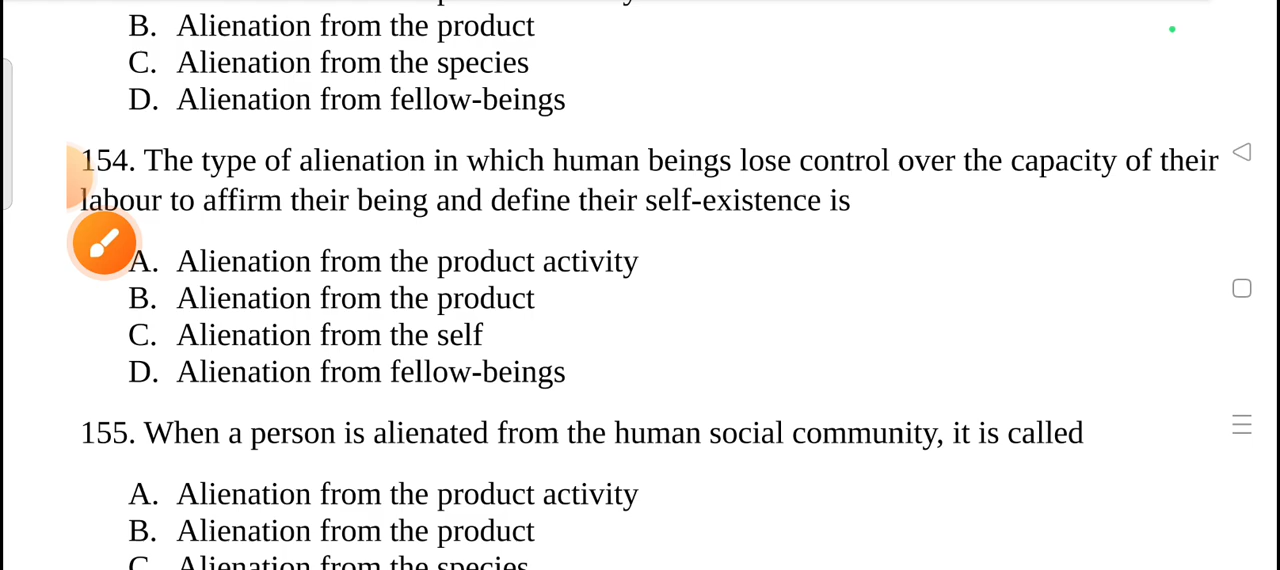 B. Alienation from the product
C. Alienation from the species
D. Alienation from fellow-beings
154. The type of alienation in which human beings lose control over the capacity of their
labour to affirm their being and define their self-existence is
A. Alienation from the product activity
B. Alienation from the product
C. Alienation from the self
D. Alienation from fellow-beings
155. When a person is alienated from the human social community, it is called
A. Alienation from the product activity
B. Alienation from the product
C. Alienation from the species